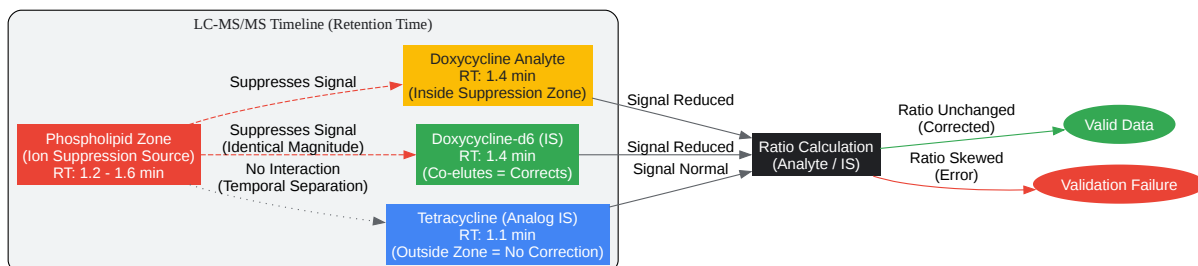 LC-MS/MS Timeline (Retention Time)
Phospholipid Zone
(Ion Suppression Source)
RT: 1.2 - 1.6 min
Suppresses Signal
Suppresses Signal
(Identical Magnitude)
No Interaction
(Temporal Separation)
Doxycycline Analyte
RT: 1.4 min
(Inside Suppression Zone)
Doxycycline-d6 (IS)
RT: 1.4 min
(Co-elutes = Corrects)
Tetracycline (Analog IS)
RT: 1.1 min
(Outside Zone = No Correction)
Signal Reduced
Signal Reduced
Signal Normal
Ratio Calculation
(Analyte / IS)
Ratio Unchanged
(Corrected)
Ratio Skewed
(Error)
Valid Data
Validation Failure